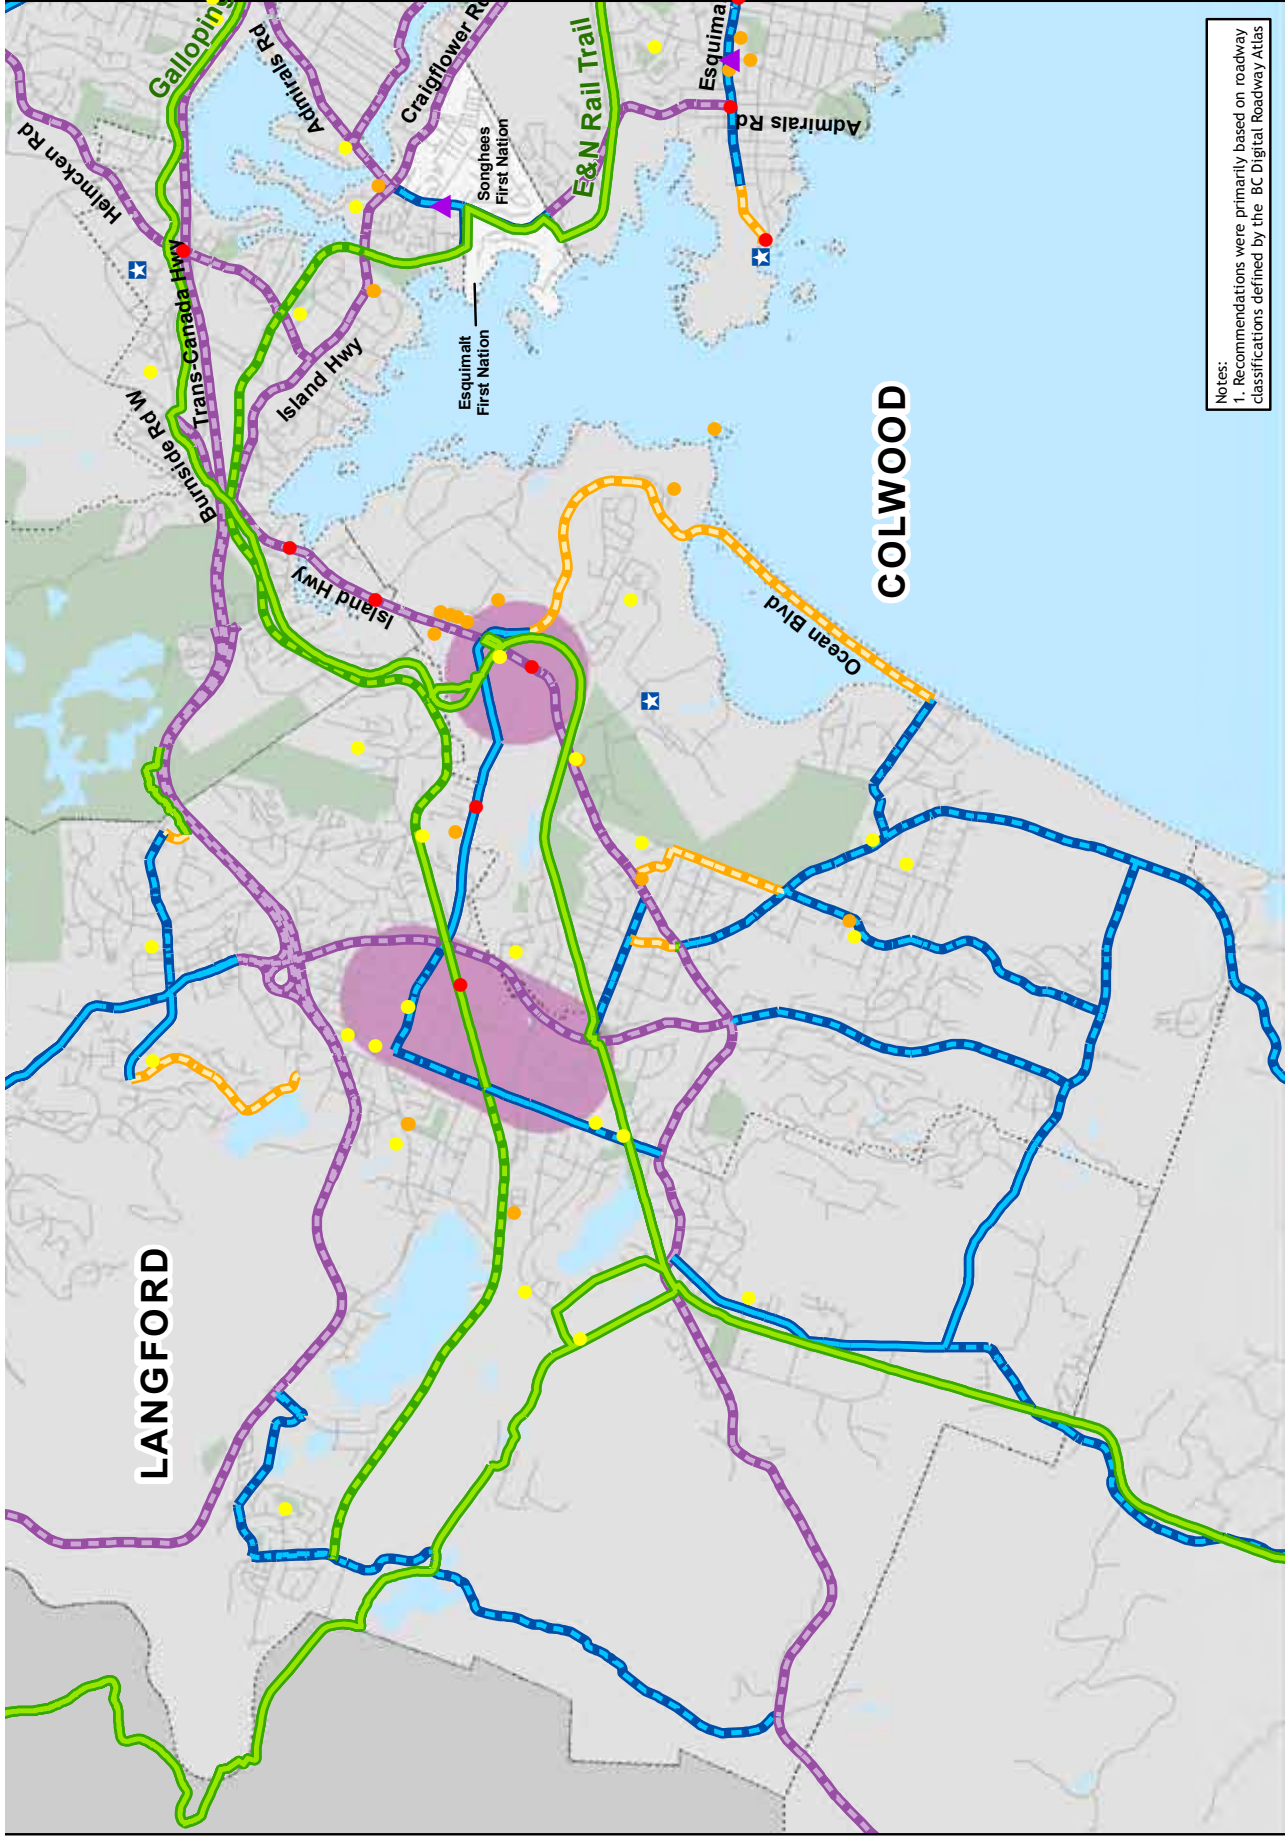 Galloping
Admirals Rd
Craigflower Rd
E&N Rail Trail
Esquimal
Admirals Rd
Helmcken Rd
Songhees
First Nation
Trans-Canada Hwy
Esquimalt
First Nation
Island Hwy
Burnside Rd W
Island Hwy
Ocean Blvd
COLWOOD
LANGFORD
Notes:
1. Recommendations were primarily based on roadway
classifications defined by the BC Digital Roadway Atlas